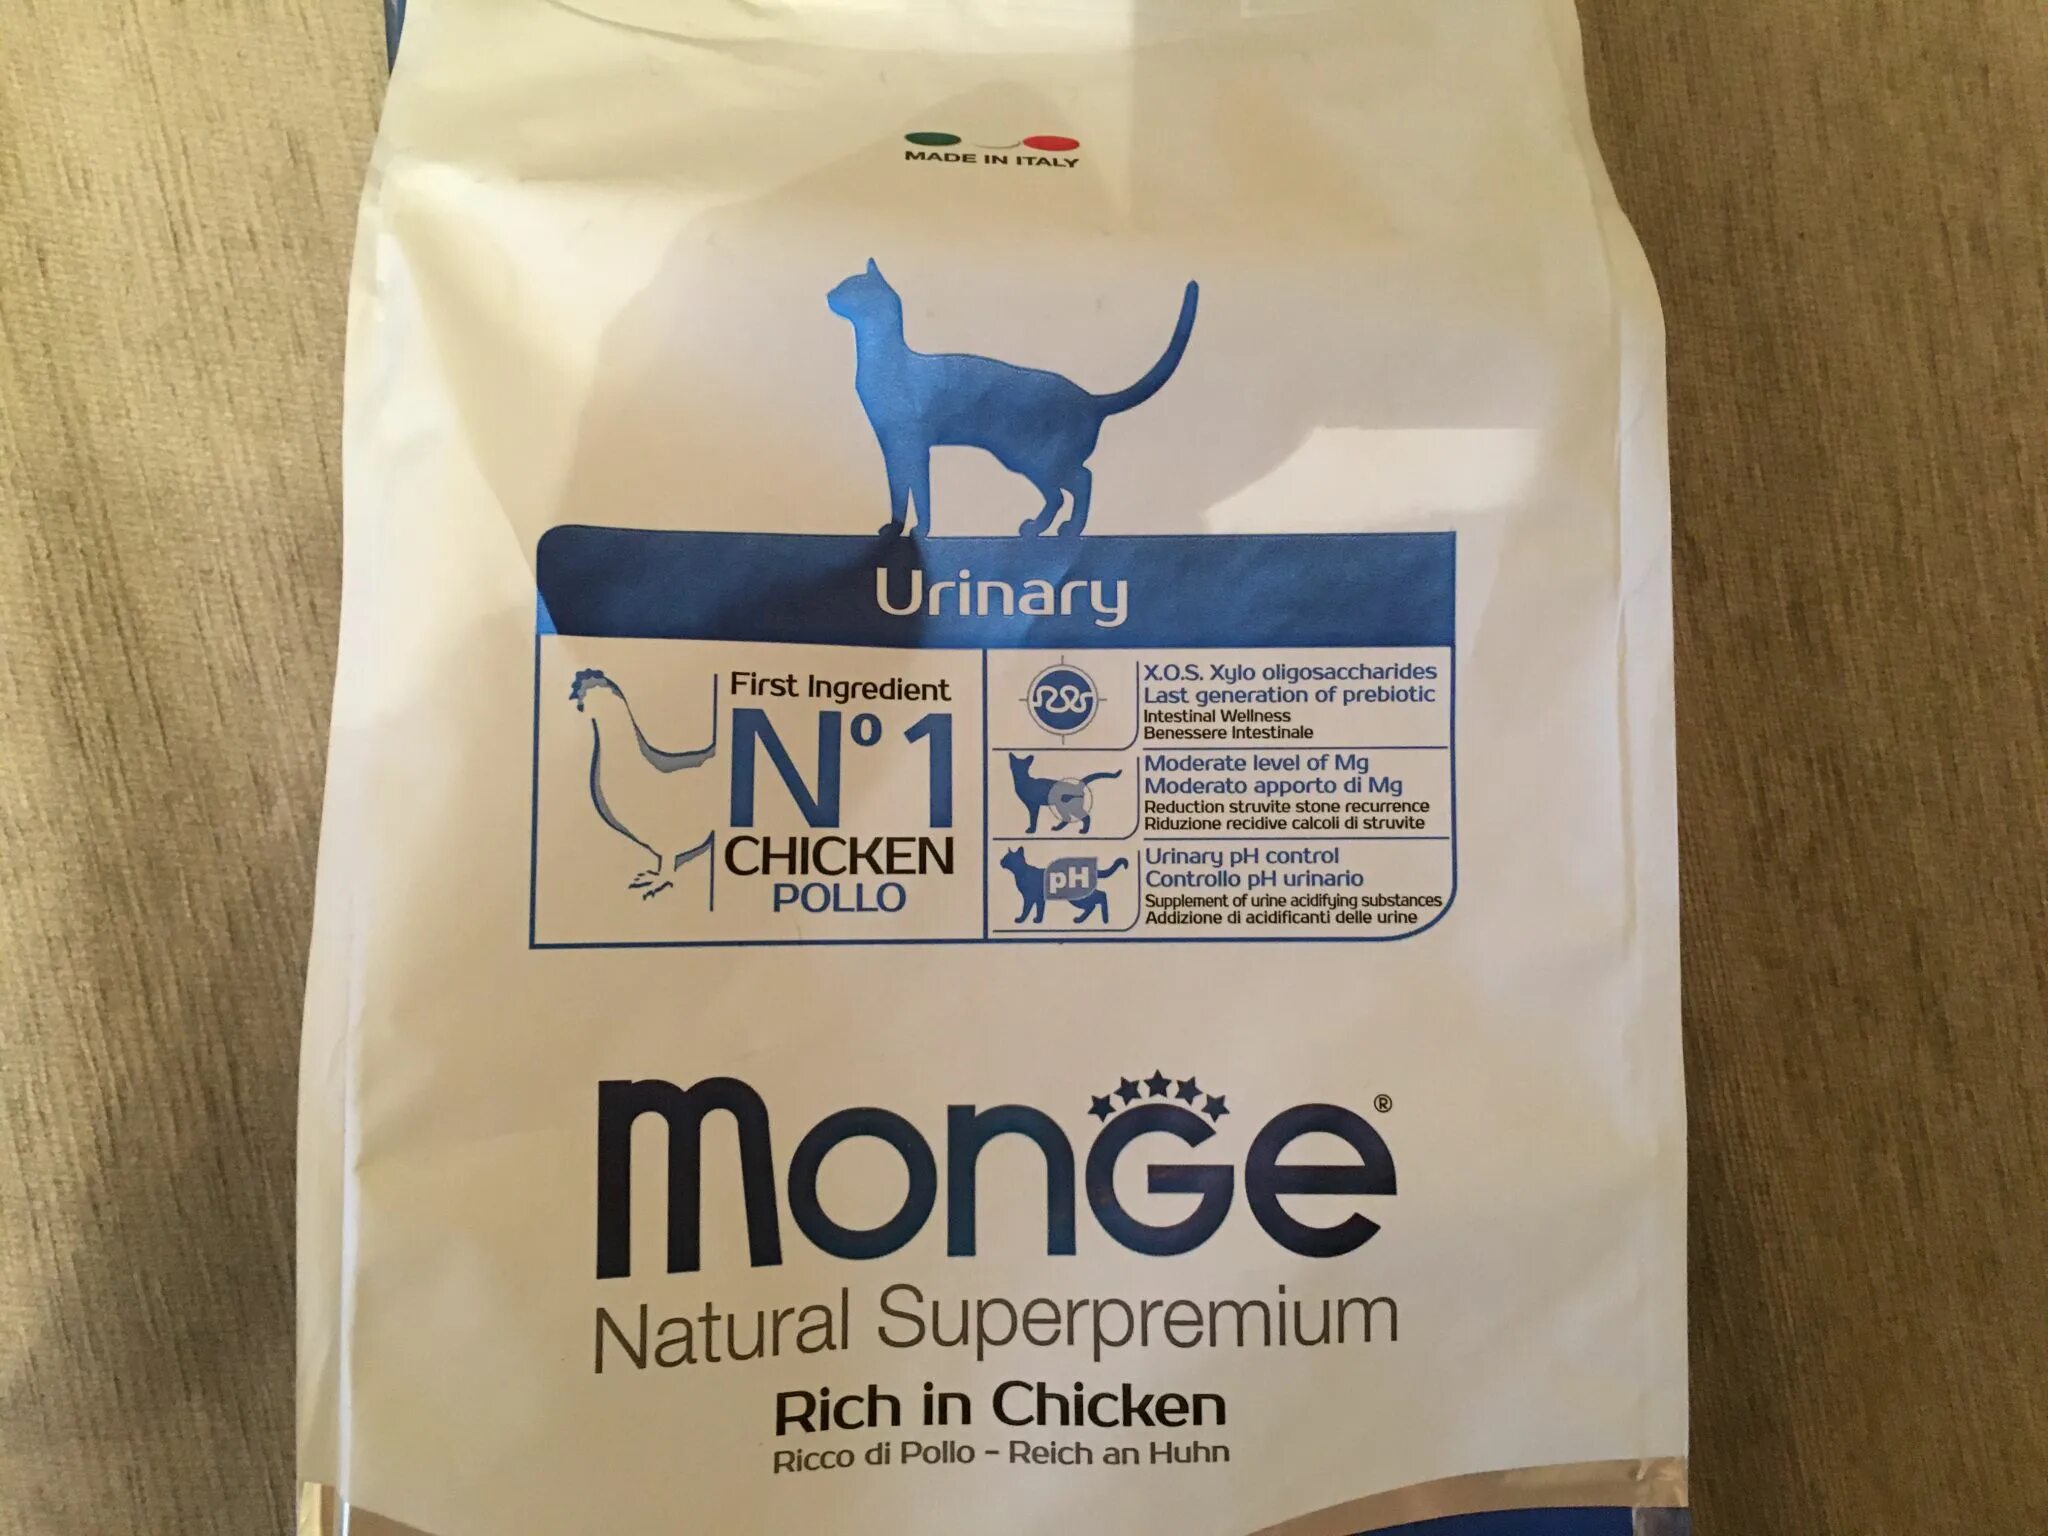 MADE IN ITALY
Urinary
First Ingredient
Nº 1
CHICKEN
POLLO
X.O.S. Xylo oligosaccharides
Last generation of prebiotic
Intestinal Wellness
Benessere Intestinale
Moderate level of Mg
Moderato apporto di Mg
Reduction struvite stone recurrence
Riduzione recidive calcoli di struvite
pH
Urinary pH control
Controllo pH urinario
Supplement of urine acidifying substances
Addizione di acidificanti delle urine
monGe®
Natural Superpremium
Rich in Chicken
Ricco di Pollo - Reich an Huhn